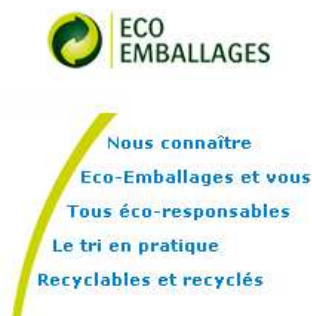 ECO
EMBALLAGES
Nous connaître
Eco-Emballages et vous
Tous éco-responsables
Le tri en pratique
Recyclables et recyclés